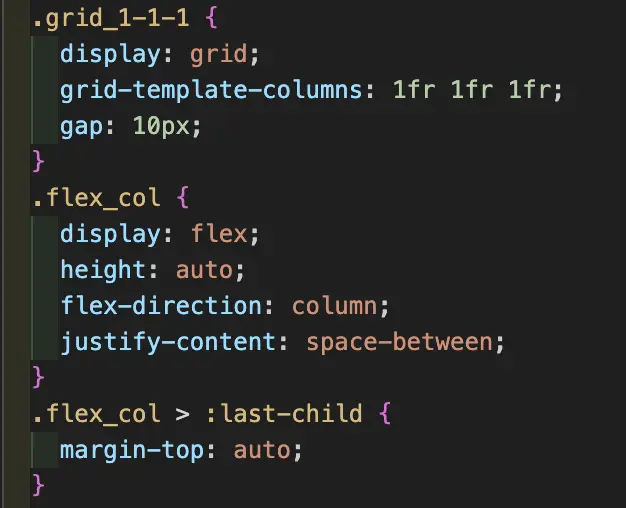 .grid_1-1-1 {
  display: grid;
  grid-template-columns: 1fr 1fr 1fr;
  gap: 10px;
}
.flex_col {
  display: flex;
  height: auto;
  flex-direction: column;
  justify-content: space-between;
}
.flex_col > :last-child {
  margin-top: auto;
}